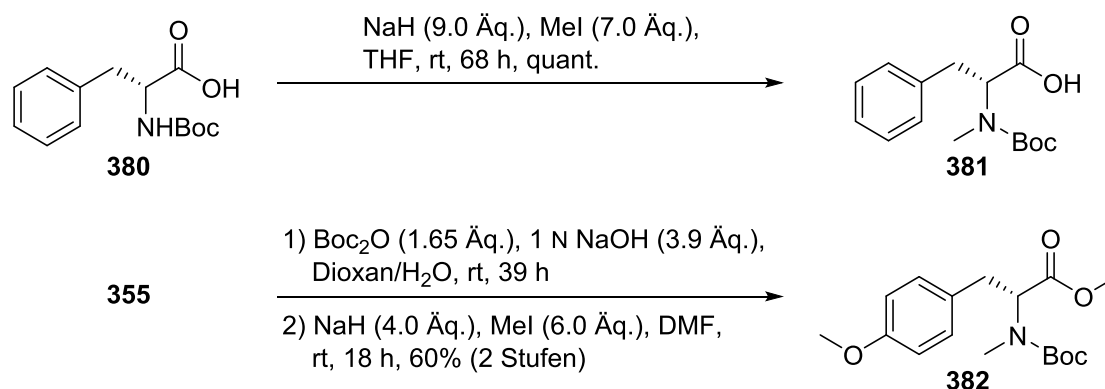 NaH (9.0 Äq.), MeI (7.0 Äq.),
THF, rt, 68 h, quant.
O
OH
NHBoc
380
O
OH
N
Boc
381
1) Boc₂O (1.65 Äq.), 1 N NaOH (3.9 Äq.),
Dioxan/H₂O, rt, 39 h
355
2) NaH (4.0 Äq.), MeI (6.0 Äq.), DMF,
rt, 18 h, 60% (2 Stufen)
O
O
N
Boc
O
382